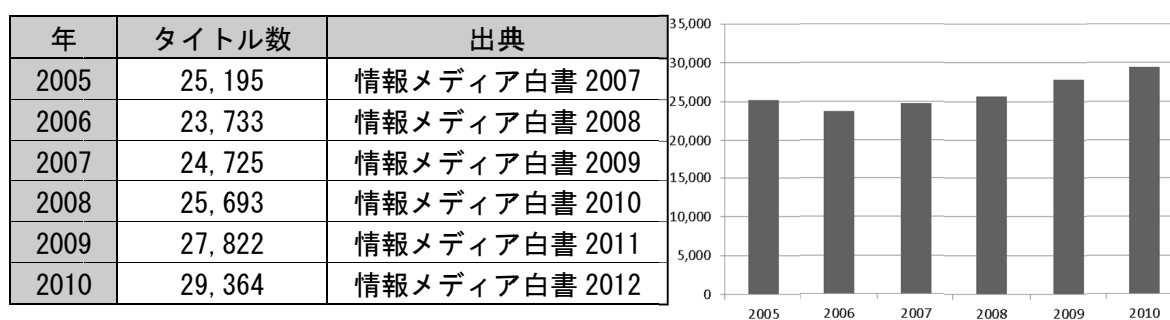 年 タイトル数 出典
2005 25,195 情報メディア白書 2007
2006 23,733 情報メディア白書 2008
2007 24,725 情報メディア白書 2009
2008 25,693 情報メディア白書 2010
2009 27,822 情報メディア白書 2011
2010 29,364 情報メディア白書 2012
35,000
30,000
25,000
20,000
15,000
10,000
5,000
0
2005 2006 2007 2008 2009 2010